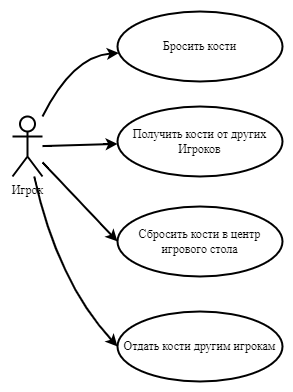 Бросить кости
Получить кости от других
Игроков
Игрок
Сбросить кости в центр
игрового стола
Отдать кости другим игрокам